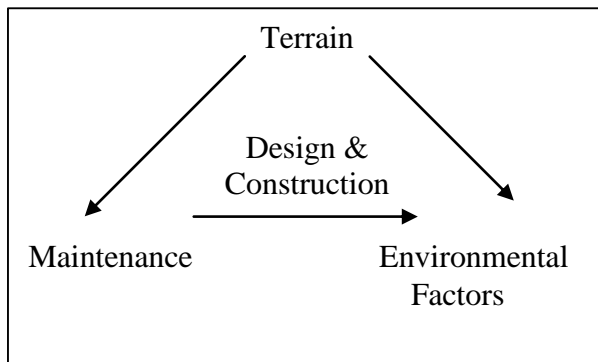 Terrain
Design &
Construction
Maintenance
Environmental
Factors